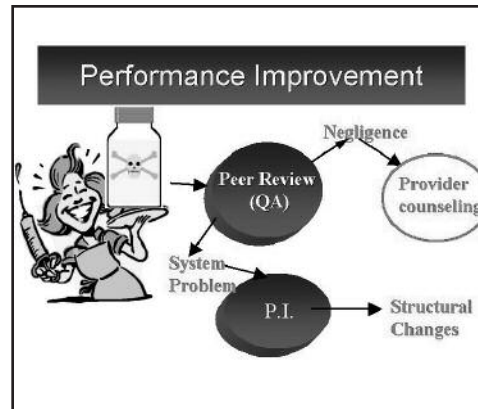 Performance Improvement
Negligence
Peer Review
(QA)
Provider
counseling
System
Problem
P.I.
Structural
Changes